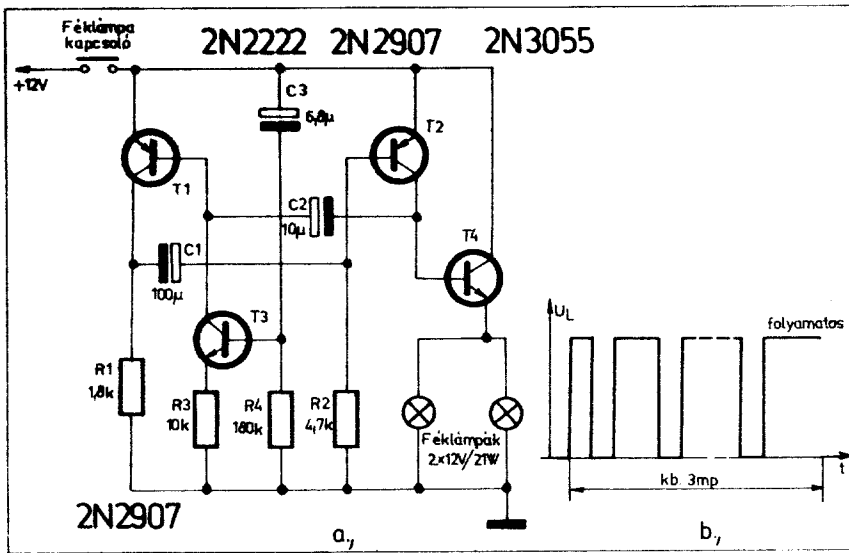 Féklámpa
kapcsoló
+12V
2N2222
2N2907
2N3055
C3
6,8µ
T1
T2
C2
10µ
C1
100µ
T4
T3
R1
1,8k
R3
10k
R4
180k
R2
4,7k
Féklámpák
2x12V/21W
2N2907
a.,
UL
folyamatos
t
kb. 3mp
b.,